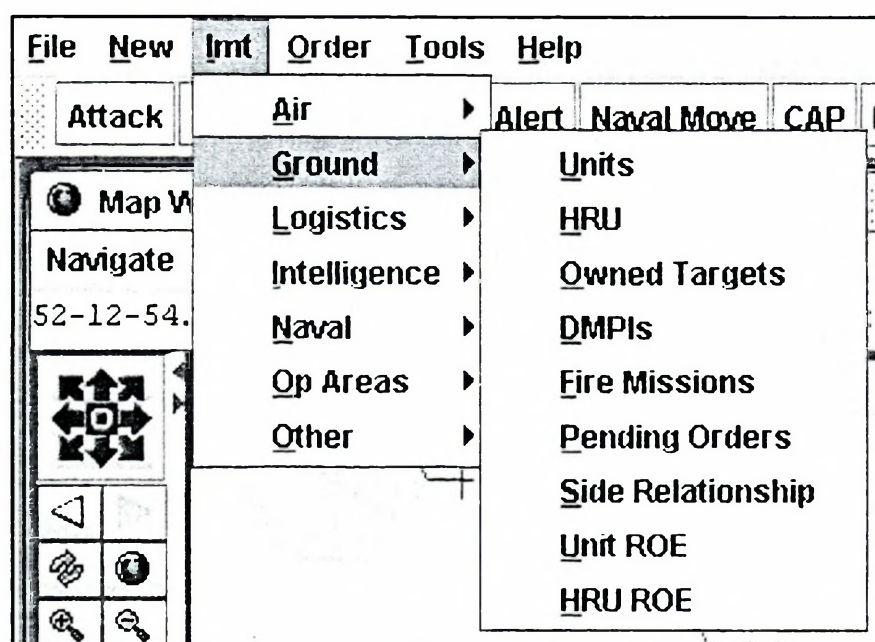 File New Imt Order Tools Help
Attack Alert Naval Move CAP
Air
Ground
Logistics
Intelligence
Naval
Op Areas
Other
Units
HRU
Owned Targets
DMPIs
Fire Missions
Pending Orders
Side Relationship
Unit ROE
HRU ROE
Map
Navigate
52-12-54.